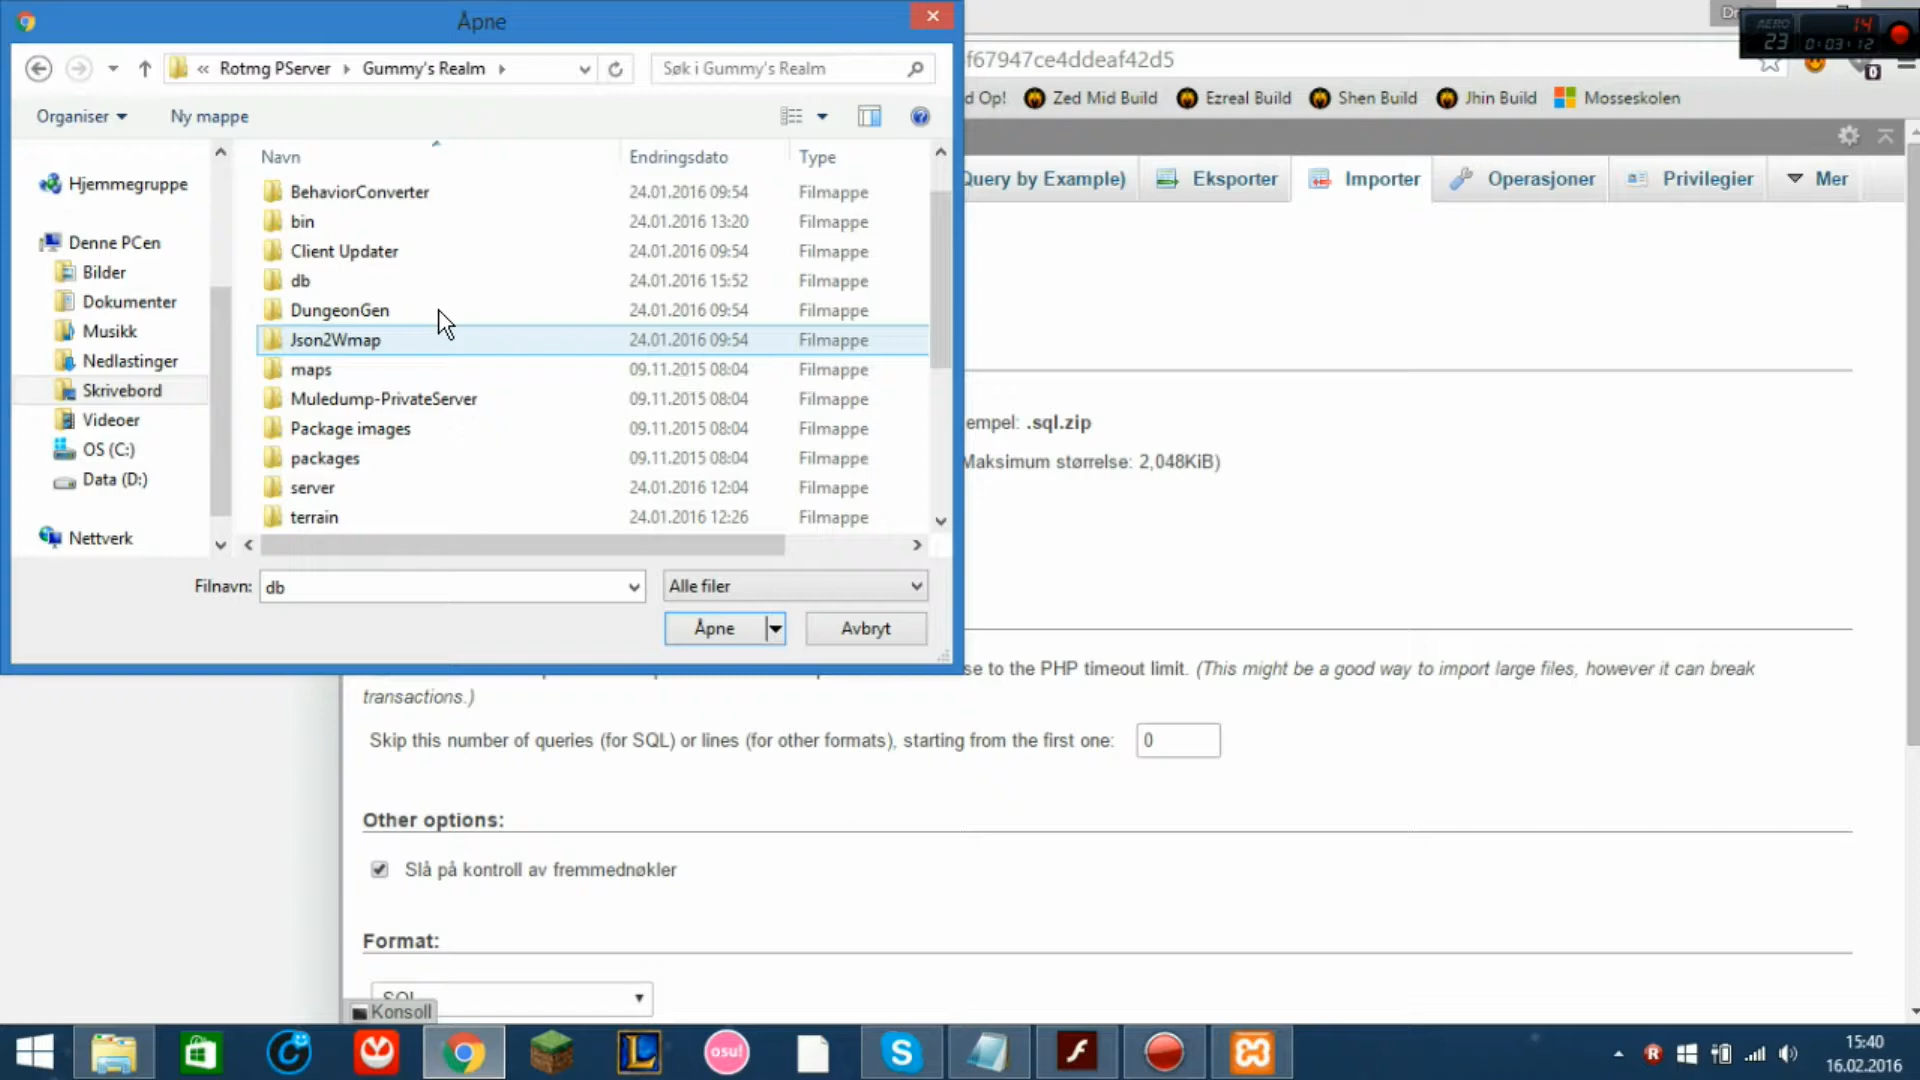 Åpne
« Rotmg PServer
Gummy's Realm
Søk i Gummy's Realm
Organiser
Ny mappe
Navn
Endringsdato
Type
Hjemmegruppe
Denne PCen
Bilder
Dokumenter
Musikk
Nedlastinger
Skrivebord
Videoer
OS (C:)
Data (D:)
Nettverk
BehaviorConverter 24.01.2016 09:54 Filmappe
bin 24.01.2016 13:20 Filmappe
Client Updater 24.01.2016 09:54 Filmappe
db 24.01.2016 15:52 Filmappe
DungeonGen 24.01.2016 09:54 Filmappe
Json2Wmap 24.01.2016 09:54 Filmappe
maps 09.11.2015 08:04 Filmappe
Muledump-PrivateServer 09.11.2015 08:04 Filmappe
Package images 09.11.2015 08:04 Filmappe
packages 09.11.2015 08:04 Filmappe
server 24.01.2016 12:04 Filmappe
terrain 24.01.2016 12:26 Filmappe
Filnavn: db
Alle filer
Åpne
Avbryt
AERO
23
14
0:03:12
f67947ce4ddeaf42d5
0
d Op!
Zed Mid Build
Ezreal Build
Shen Build
Jhin Build
Mosseskolen
Query by Example)
Eksporter
Importer
Operasjoner
Privilegier
Mer
empel: .sql.zip
Maksimum størrelse: 2,048KiB)
se to the PHP timeout limit. (This might be a good way to import large files, however it can break
transactions.)
Skip this number of queries (for SQL) or lines (for other formats), starting from the first one: 0
Other options:
Slå på kontroll av fremmednøkler
Format:
SQL
Konsoll
osu!
15:40
16.02.2016